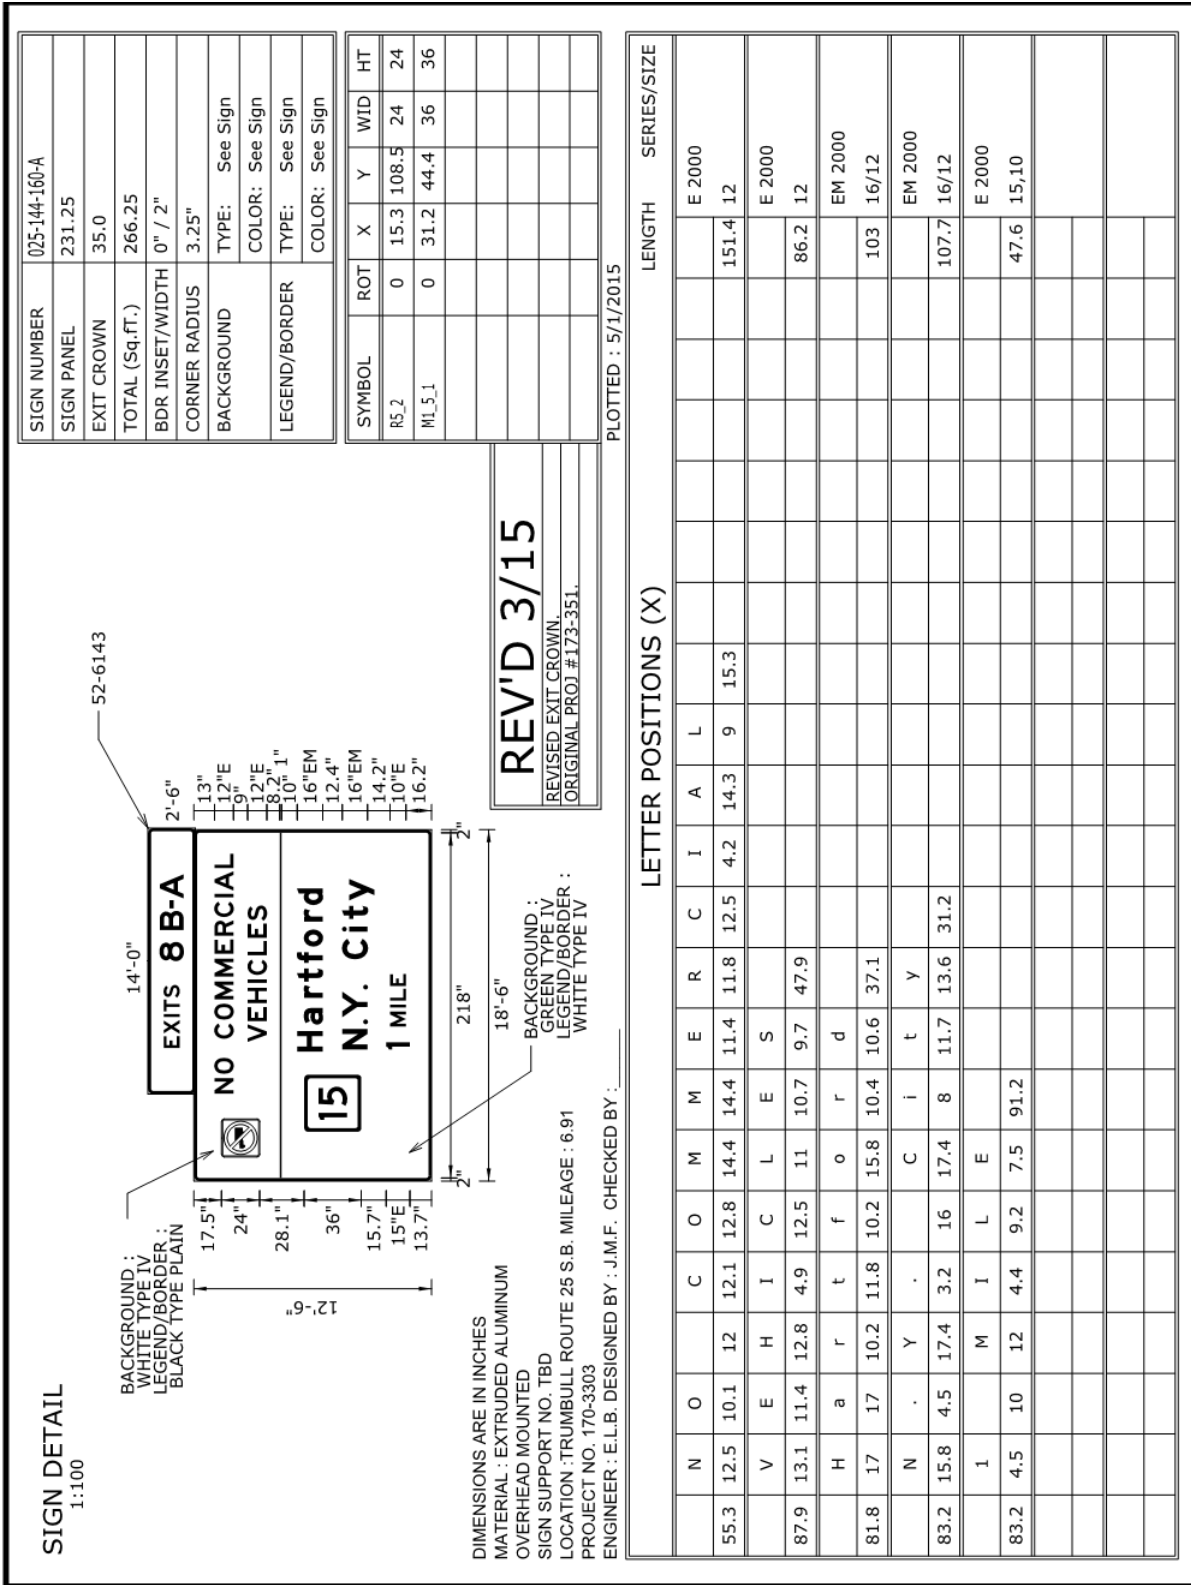 SIGN DETAIL
1:100
BACKGROUND :
WHITE TYPE IV
LEGEND/BORDER :
BLACK TYPE PLAIN
14'-0"
2'-6"
52-6143
EXITS 8 B-A
NO COMMERCIAL
VEHICLES
15
Hartford
N.Y. City
1 MILE
17.5"
24"
28.1"
36"
15.7"
15"E
13.7"
12'-6"
13"
12"E
9"
12"E
8.2"
10" 1"
16"EM
12.4"
16"EM
14.2"
10"E
16.2"
2" 218" 2"
18'-6"
BACKGROUND :
GREEN TYPE IV
LEGEND/BORDER :
WHITE TYPE IV
DIMENSIONS ARE IN INCHES
MATERIAL : EXTRUDED ALUMINUM
OVERHEAD MOUNTED
SIGN SUPPORT NO. TBD
LOCATION :TRUMBULL ROUTE 25 S.B. MILEAGE : 6.91
PROJECT NO. 170-3303
ENGINEER : E.L.B. DESIGNED BY : J.M.F. CHECKED BY :
REV'D 3/15
REVISED EXIT CROWN.
ORIGINAL PROJ #173-351.
SIGN NUMBER 025-144-160-A
SIGN PANEL 231.25
EXIT CROWN 35.0
TOTAL (Sq.fT.) 266.25
BDR INSET/WIDTH 0" / 2"
CORNER RADIUS 3.25"
BACKGROUND TYPE: See Sign
COLOR: See Sign
LEGEND/BORDER TYPE: See Sign
COLOR: See Sign
SYMBOL ROT X Y WID HT
R5_2 0 15.3 108.5 24 24
M1_5_1 0 31.2 44.4 36 36
PLOTTED : 5/1/2015
LETTER POSITIONS (X) LENGTH SERIES/SIZE
N O C O M M E R C I A L E 2000
55.3 12.5 10.1 12 12.1 12.8 14.4 14.4 11.4 11.8 12.5 4.2 14.3 9 15.3 151.4 12
V E H I C L E S E 2000
87.9 13.1 11.4 12.8 4.9 12.5 11 10.7 9.7 47.9 86.2 12
H a r t f o r d EM 2000
81.8 17 17 10.2 11.8 10.2 15.8 10.4 10.6 37.1 103 16/12
N . Y . C i t y EM 2000
83.2 15.8 4.5 17.4 3.2 16 17.4 8 11.7 13.6 31.2 107.7 16/12
1 M I L E E 2000
83.2 4.5 10 12 4.4 9.2 7.5 91.2 47.6 15,10